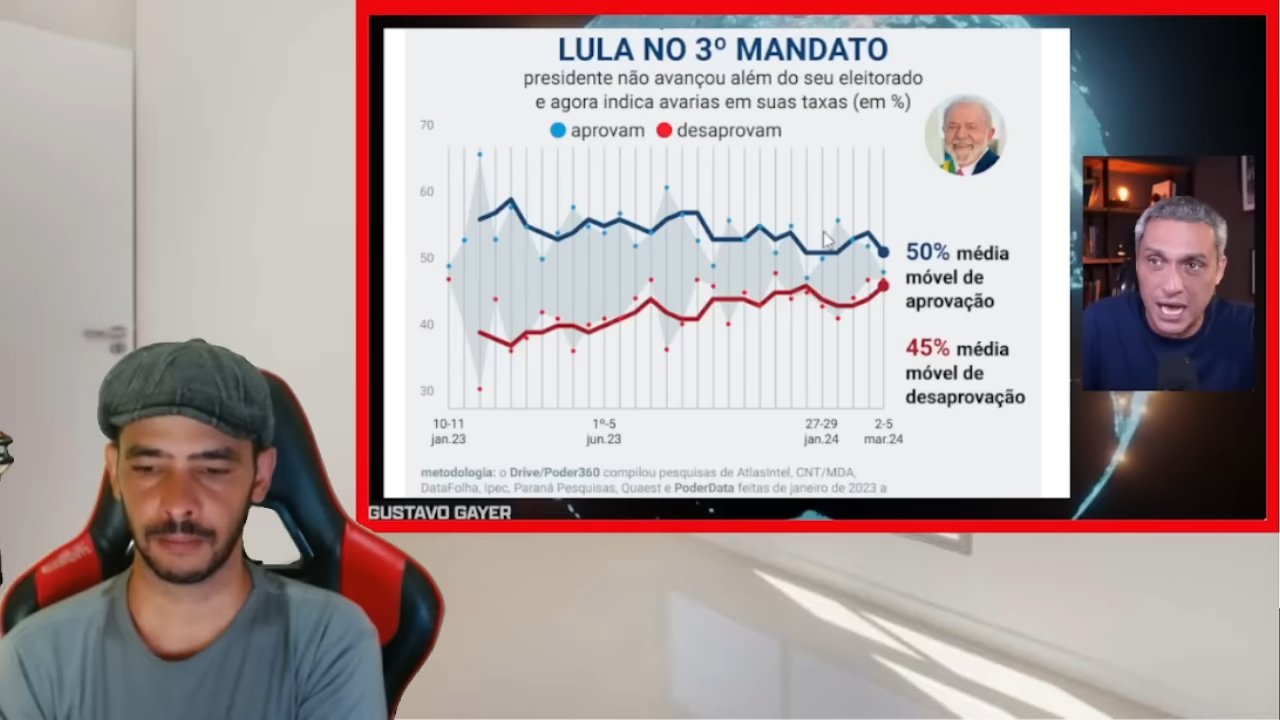 LULA NO 3º MANDATO
presidente não avançou além do seu eleitorado
e agora indica avarias em suas taxas (em %)
aprovam desaprovam
70
60
50
40
30
50% média
móvel de
aprovação
45% média
móvel de
desaprovação
10-11
jan.23
1º-5
jun.23
27-29
jan.24
2-5
mar.24
metodologia: o Drive/Poder360 compilou pesquisas de AtlasIntel, CNT/MDA,
DataFolha, Ipec, Paraná Pesquisas, Quaest e PoderData feitas de janeiro de 2023 a
GUSTAVO GAYER